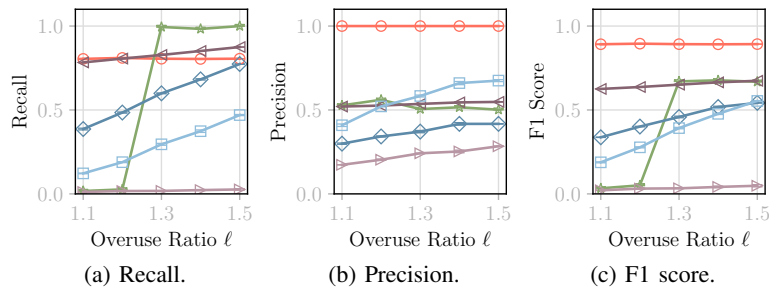 Recall
1.0
0.5
0.0
1.1 1.3 1.5
Overuse Ratio ℓ
(a) Recall.
Precision
1.0
0.5
0.0
1.1 1.3 1.5
Overuse Ratio ℓ
(b) Precision.
F1 Score
1.0
0.5
0.0
1.1 1.3 1.5
Overuse Ratio ℓ
(c) F1 score.